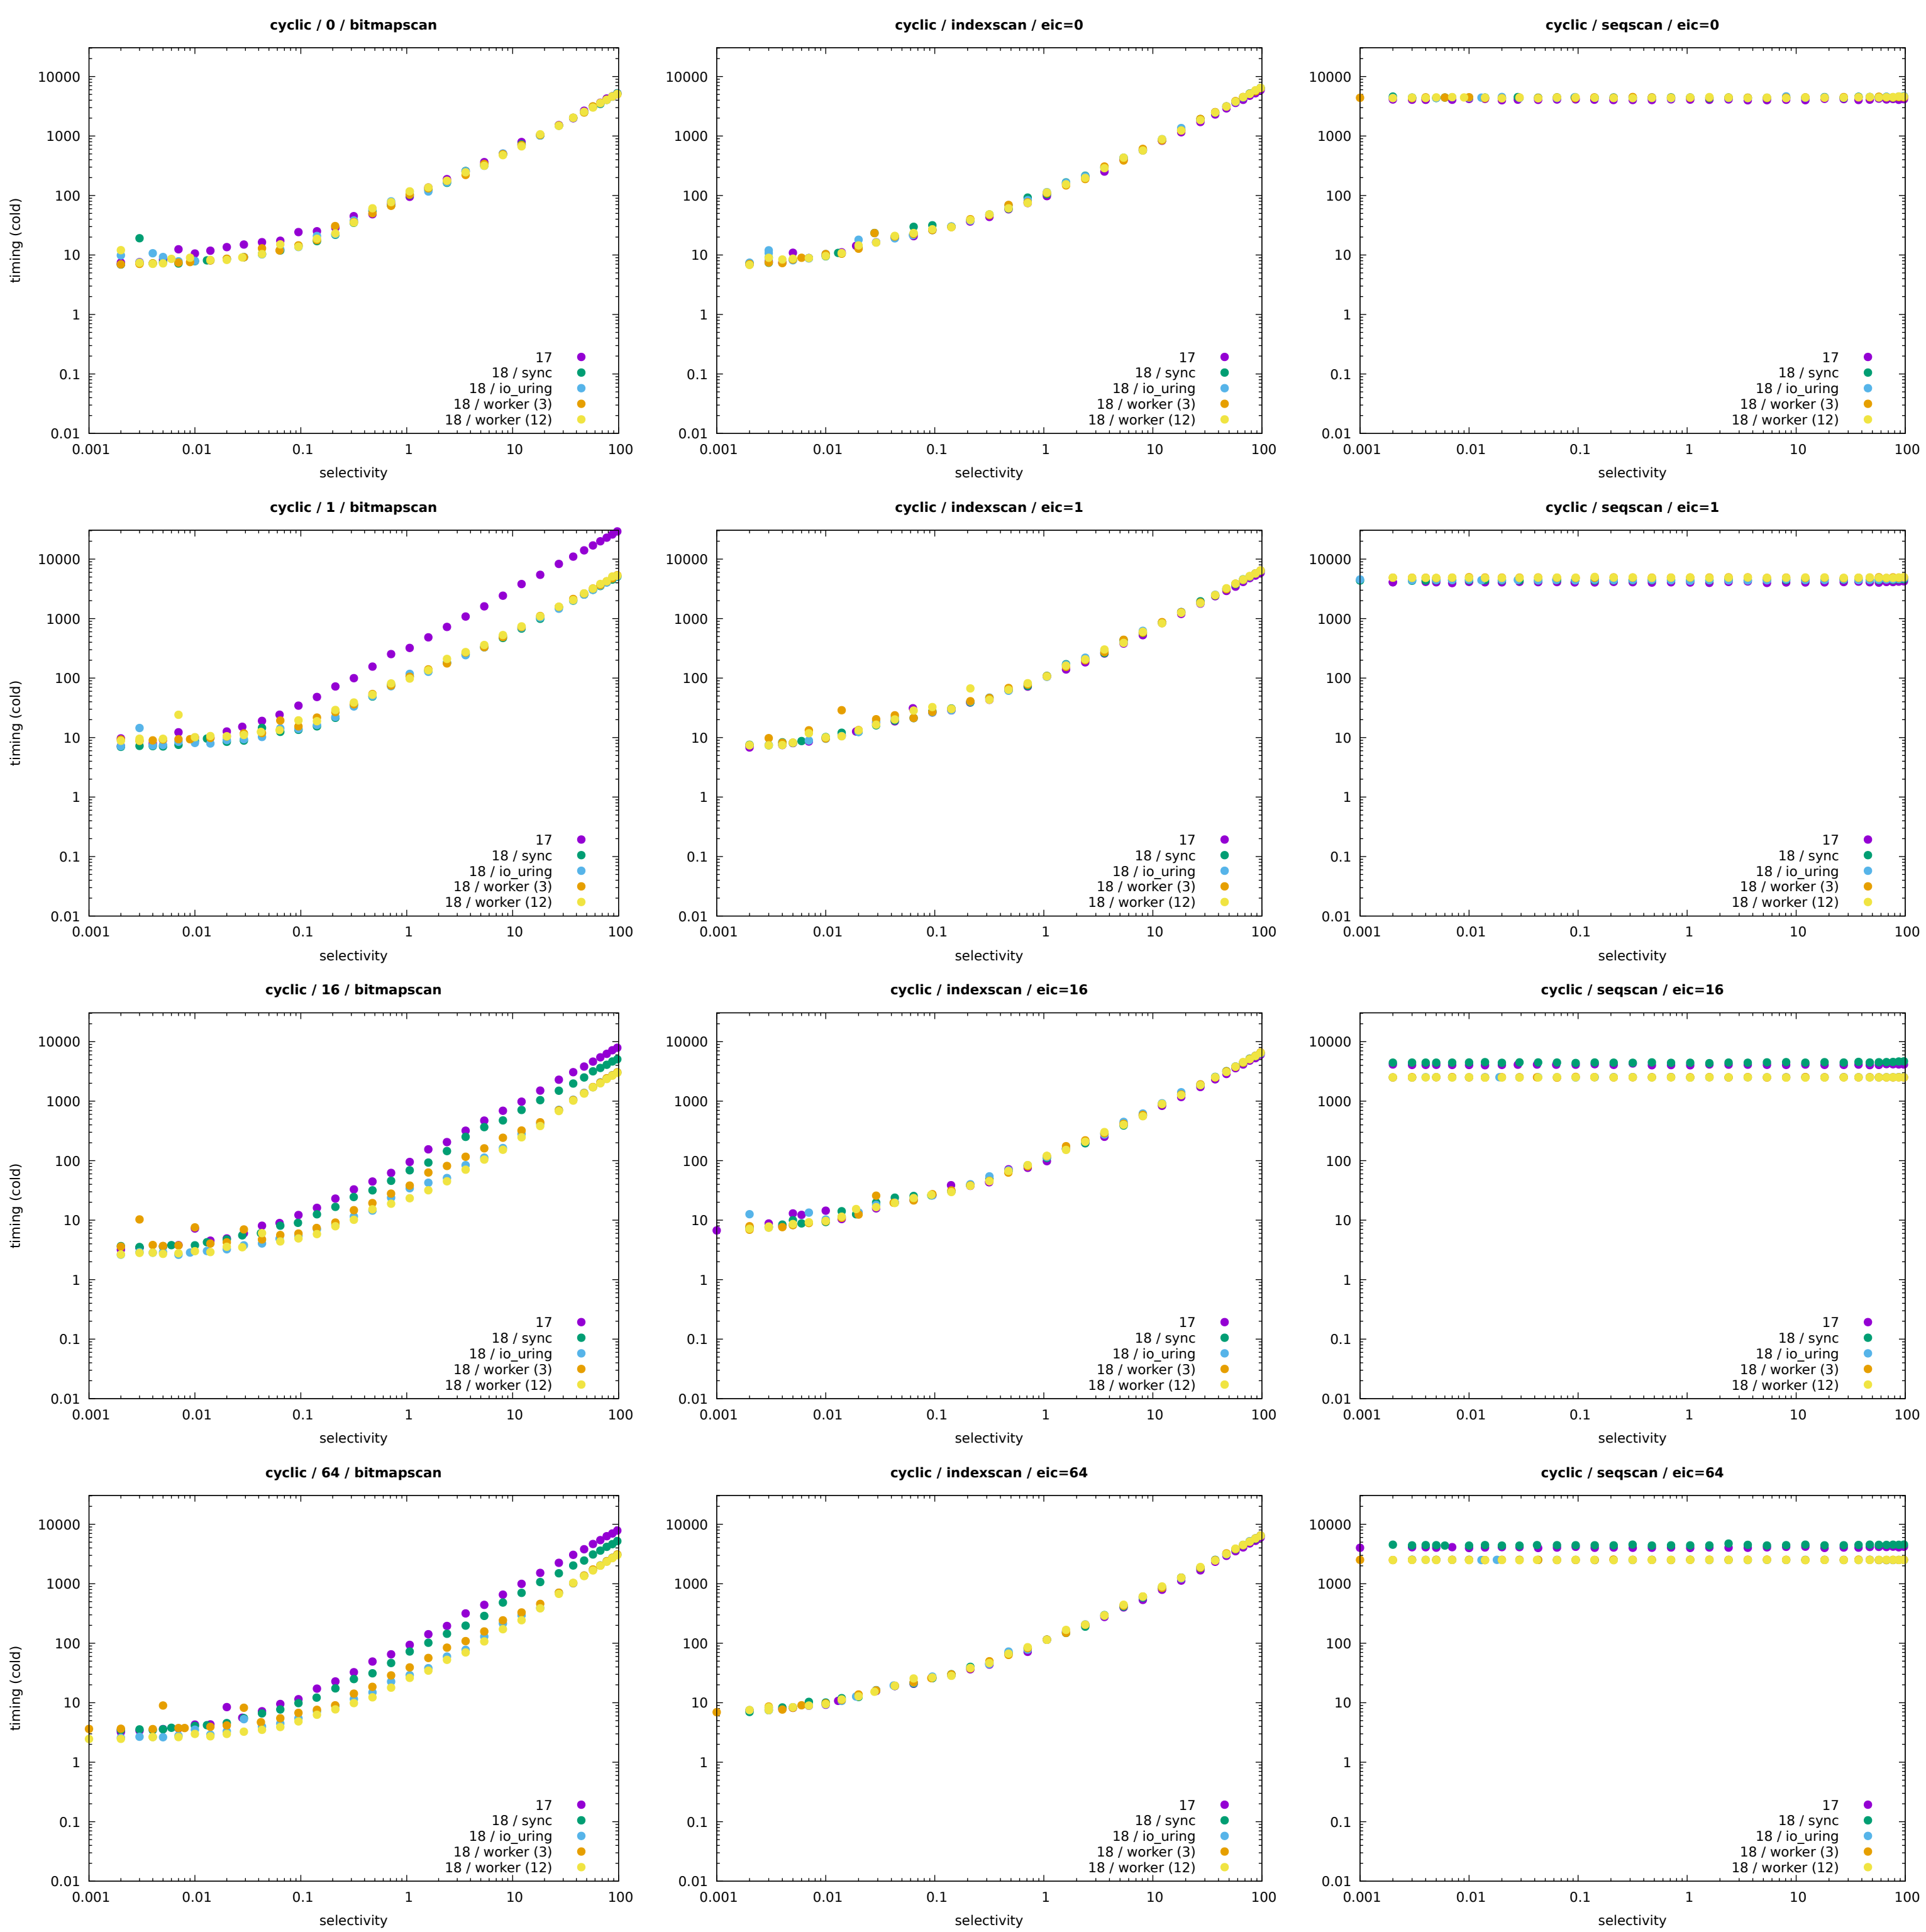 cyclic / 0 / bitmapscan
timing (cold)
10000
1000
100
10
1
0.1
0.01
17
18 / sync
18 / io_uring
18 / worker (3)
18 / worker (12)
0.001 0.01 0.1 1 10 100
selectivity
cyclic / indexscan / eic=0
10000
1000
100
10
1
0.1
0.01
17
18 / sync
18 / io_uring
18 / worker (3)
18 / worker (12)
0.001 0.01 0.1 1 10 100
selectivity
cyclic / seqscan / eic=0
10000
1000
100
10
1
0.1
0.01
17
18 / sync
18 / io_uring
18 / worker (3)
18 / worker (12)
0.001 0.01 0.1 1 10 100
selectivity
cyclic / 1 / bitmapscan
timing (cold)
10000
1000
100
10
1
0.1
0.01
17
18 / sync
18 / io_uring
18 / worker (3)
18 / worker (12)
0.001 0.01 0.1 1 10 100
selectivity
cyclic / indexscan / eic=1
10000
1000
100
10
1
0.1
0.01
17
18 / sync
18 / io_uring
18 / worker (3)
18 / worker (12)
0.001 0.01 0.1 1 10 100
selectivity
cyclic / seqscan / eic=1
10000
1000
100
10
1
0.1
0.01
17
18 / sync
18 / io_uring
18 / worker (3)
18 / worker (12)
0.001 0.01 0.1 1 10 100
selectivity
cyclic / 16 / bitmapscan
timing (cold)
10000
1000
100
10
1
0.1
0.01
17
18 / sync
18 / io_uring
18 / worker (3)
18 / worker (12)
0.001 0.01 0.1 1 10 100
selectivity
cyclic / indexscan / eic=16
10000
1000
100
10
1
0.1
0.01
17
18 / sync
18 / io_uring
18 / worker (3)
18 / worker (12)
0.001 0.01 0.1 1 10 100
selectivity
cyclic / seqscan / eic=16
10000
1000
100
10
1
0.1
0.01
17
18 / sync
18 / io_uring
18 / worker (3)
18 / worker (12)
0.001 0.01 0.1 1 10 100
selectivity
cyclic / 64 / bitmapscan
timing (cold)
10000
1000
100
10
1
0.1
0.01
17
18 / sync
18 / io_uring
18 / worker (3)
18 / worker (12)
0.001 0.01 0.1 1 10 100
selectivity
cyclic / indexscan / eic=64
10000
1000
100
10
1
0.1
0.01
17
18 / sync
18 / io_uring
18 / worker (3)
18 / worker (12)
0.001 0.01 0.1 1 10 100
selectivity
cyclic / seqscan / eic=64
10000
1000
100
10
1
0.1
0.01
17
18 / sync
18 / io_uring
18 / worker (3)
18 / worker (12)
0.001 0.01 0.1 1 10 100
selectivity